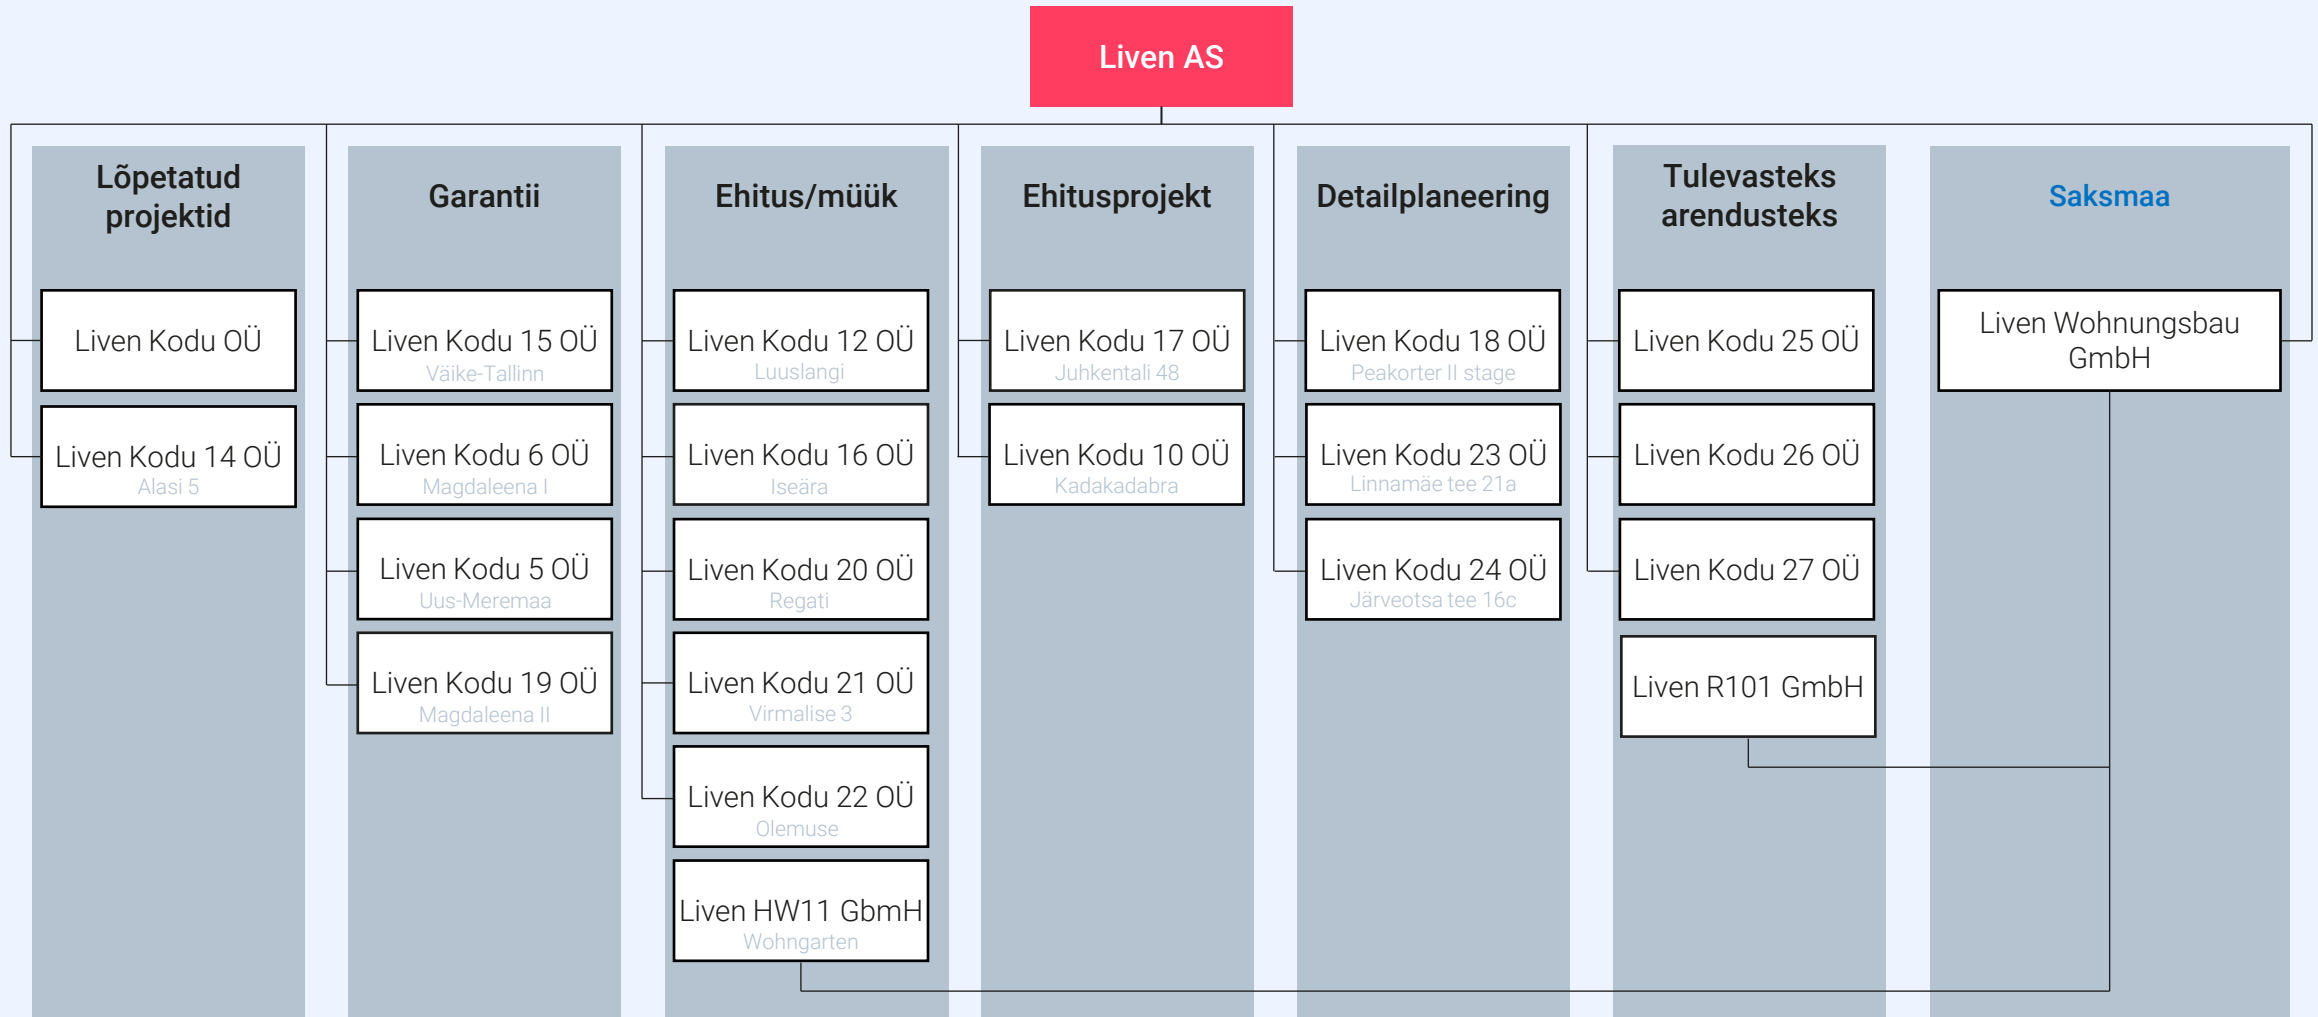 Liven AS
Lõpetatud
projektid
Liven Kodu OÜ
Liven Kodu 14 OÜ
Alasi 5
Garantii
Liven Kodu 15 OÜ
Väike-Tallinn
Liven Kodu 6 OÜ
Magdaleena I
Liven Kodu 5 OÜ
Uus-Meremaa
Liven Kodu 19 OÜ
Magdaleena II
Ehitus/müük
Liven Kodu 12 OÜ
Luuslangi
Liven Kodu 16 OÜ
Iseära
Liven Kodu 20 OÜ
Regati
Liven Kodu 21 OÜ
Virmalise 3
Liven Kodu 22 OÜ
Olemuse
Liven HW11 GbmH
Wohngarten
Ehitusprojekt
Liven Kodu 17 OÜ
Juhkentali 48
Liven Kodu 10 OÜ
Kadakadabra
Detailplaneering
Liven Kodu 18 OÜ
Peakorter II stage
Liven Kodu 23 OÜ
Linnamäe tee 21a
Liven Kodu 24 OÜ
Järveotsa tee 16c
Tulevasteks
arendusteks
Liven Kodu 25 OÜ
Liven Kodu 26 OÜ
Liven Kodu 27 OÜ
Liven R101 GmbH
Saksmaa
Liven Wohnungsbau
GmbH